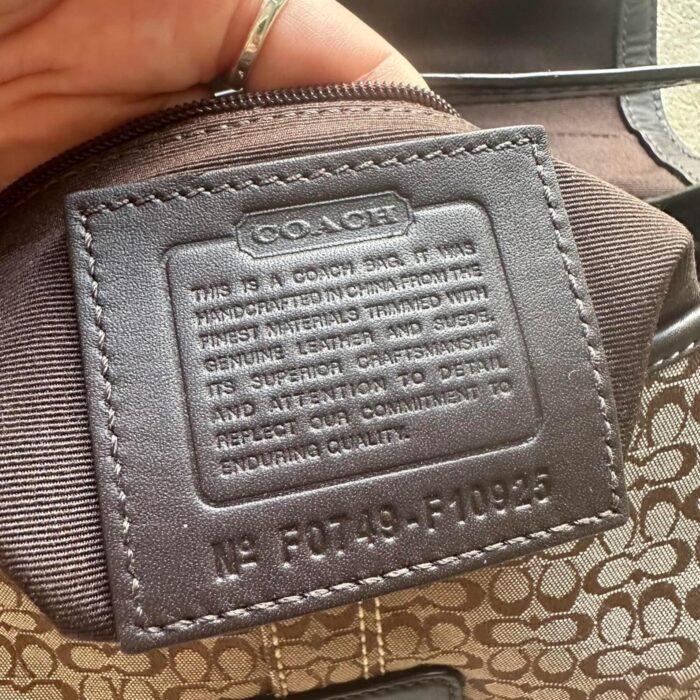 COACH
THIS IS A COACH BAG. IT WAS
HANDCRAFTED IN CHINA FROM THE
FINEST MATERIALS TRIMMED WITH
GENUINE LEATHER AND SUEDE.
ITS SUPERIOR CRAFTSMANSHIP
AND ATTENTION TO DETAIL
REFLECT OUR COMMITMENT TO
ENDURING QUALITY.
Nº F0749-F10925